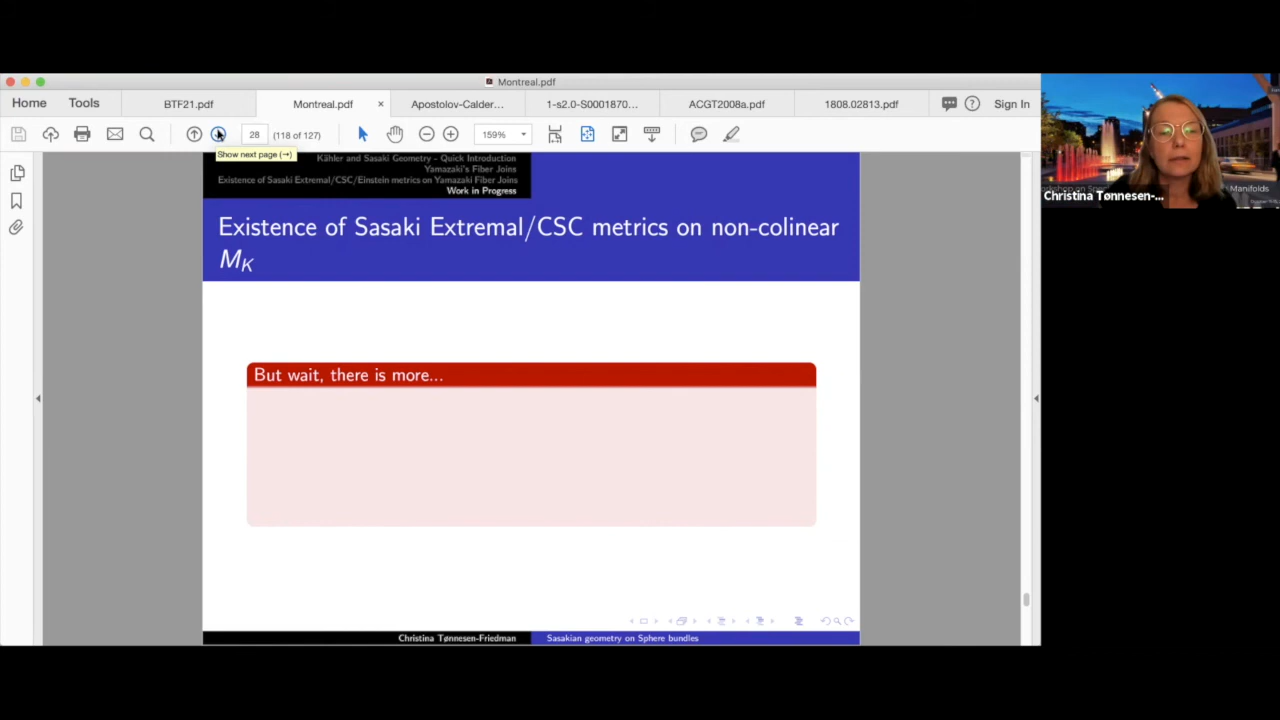 Montreal.pdf
Home Tools BTF21.pdf Montreal.pdf × Apostolov-Calder... 1-s2.0-S0001870... ACGT2008a.pdf 1808.02813.pdf Sign In
28 (118 of 127) 159%
Show next page (→)
Kähler and Sasaki Geometry - Quick Introduction
Yamazaki's Fiber Joins
Existence of Sasaki Extremal/CSC/Einstein metrics on Yamazaki Fiber Joins
Work in Progress
Existence of Sasaki Extremal/CSC metrics on non-colinear
M_K
But wait, there is more...
Christina Tønnesen-Friedman Sasakian geometry on Sphere bundles
Manifolds
Christina Tønnesen-...